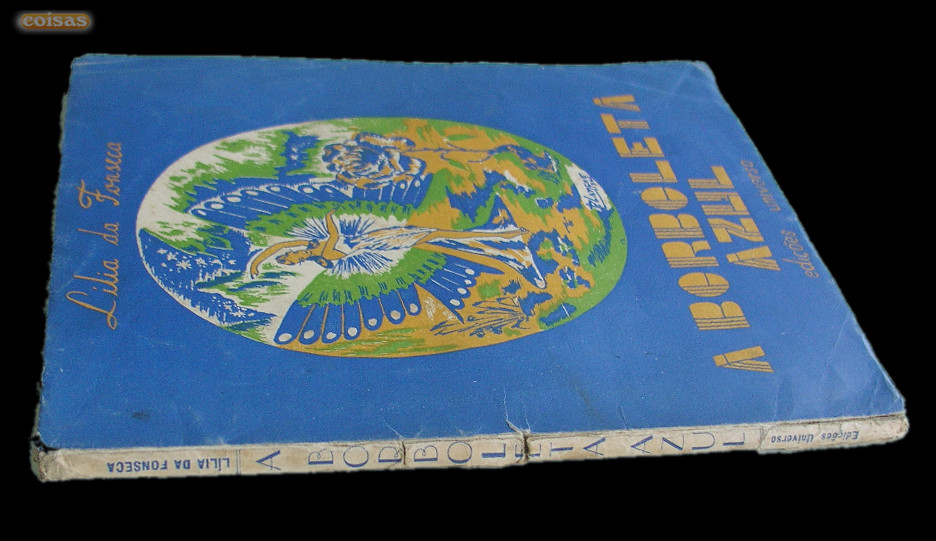 coisas
Lília da Fonseca
A BORBOLETA
AZUL
edições universo
LÍLIA DA FONSECA A BORBOLETA AZUL Edições Universo